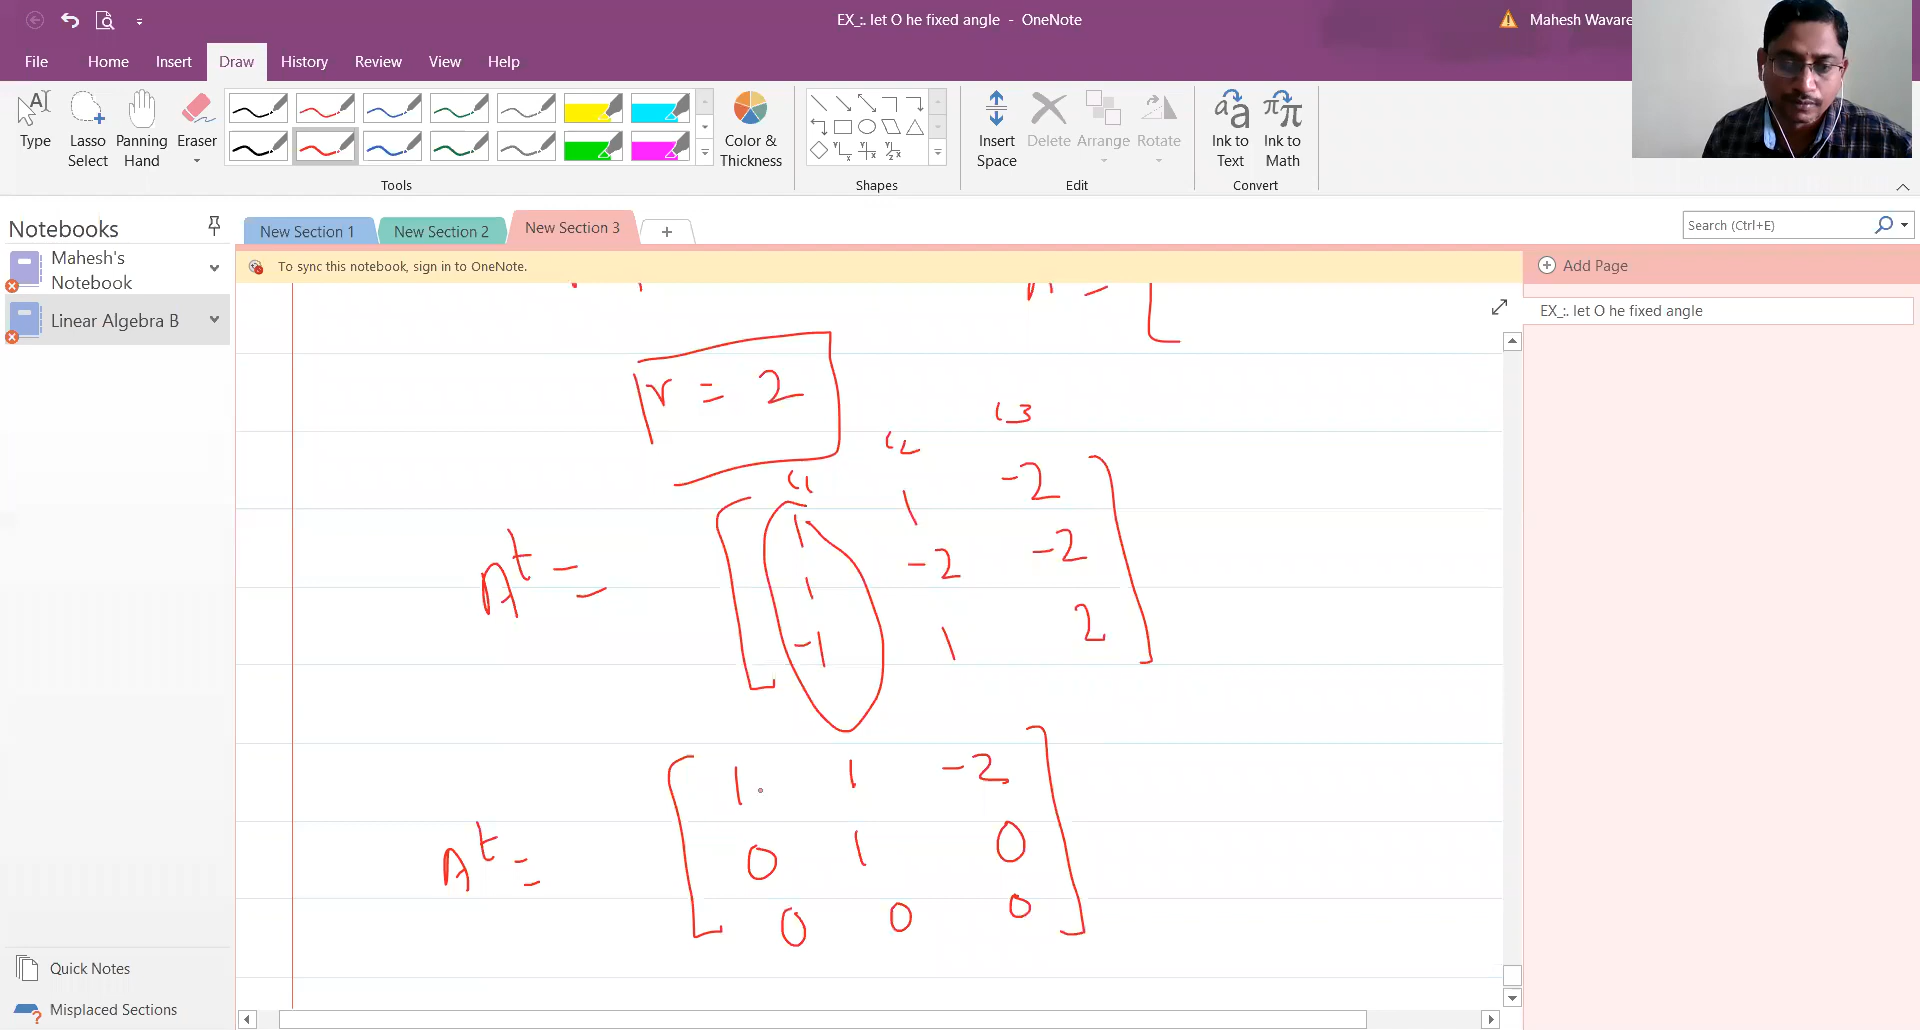 EX_:. let O he fixed angle - OneNote
Mahesh Wavare
File Home Insert Draw History Review View Help
Type
Lasso Select
Panning Hand
Eraser
Color & Thickness
Insert Space
Delete
Arrange
Rotate
Ink to Text
Ink to Math
Tools
Shapes
Edit
Convert
Notebooks
New Section 1
New Section 2
New Section 3
Search (Ctrl+E)
Mahesh's Notebook
Linear Algebra B
To sync this notebook, sign in to OneNote.
Add Page
EX_:. let O he fixed angle
r = 2
C1 C2 C3
A^t =
1 1 -2
1 -2 -2
-1 1 2
A^t =
1 1 -2
0 1 0
0 0 0
Quick Notes
Misplaced Sections